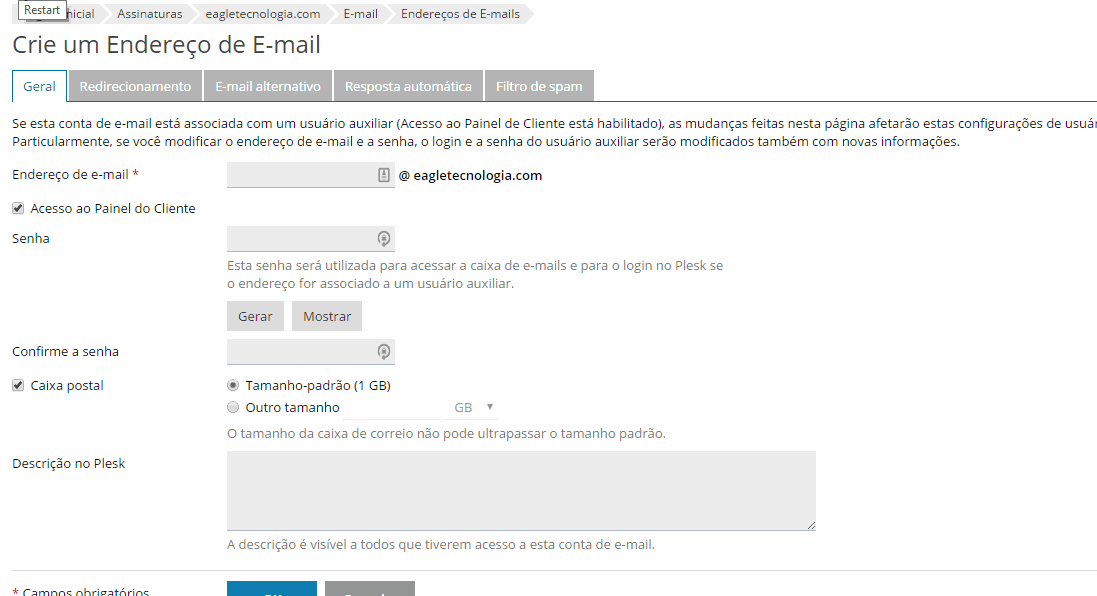 Restart
Assinaturas
eagletecnologia.com
E-mail
Endereços de E-mails
Crie um Endereço de E-mail
Geral
Redirecionamento
E-mail alternativo
Resposta automática
Filtro de spam
Se esta conta de e-mail está associada com um usuário auxiliar (Acesso ao Painel de Cliente está habilitado), as mudanças feitas nesta página afetarão estas configurações de
Particularmente, se você modificar o endereço de e-mail e a senha, o login e a senha do usuário auxiliar serão modificados também com novas informações.
Endereço de e-mail * @ eagletecnologia.com
Acesso ao Painel do Cliente
Senha
Esta senha será utilizada para acessar a caixa de e-mails e para o login no Plesk se
o endereço for associado a um usuário auxiliar.
Gerar
Mostrar
Confirme a senha
Caixa postal
Tamanho-padrão (1 GB)
Outro tamanho GB
O tamanho da caixa de correio não pode ultrapassar o tamanho padrão.
Descrição no Plesk
A descrição é visível a todos que tiverem acesso a esta conta de e-mail.
* Campos obrigatórios